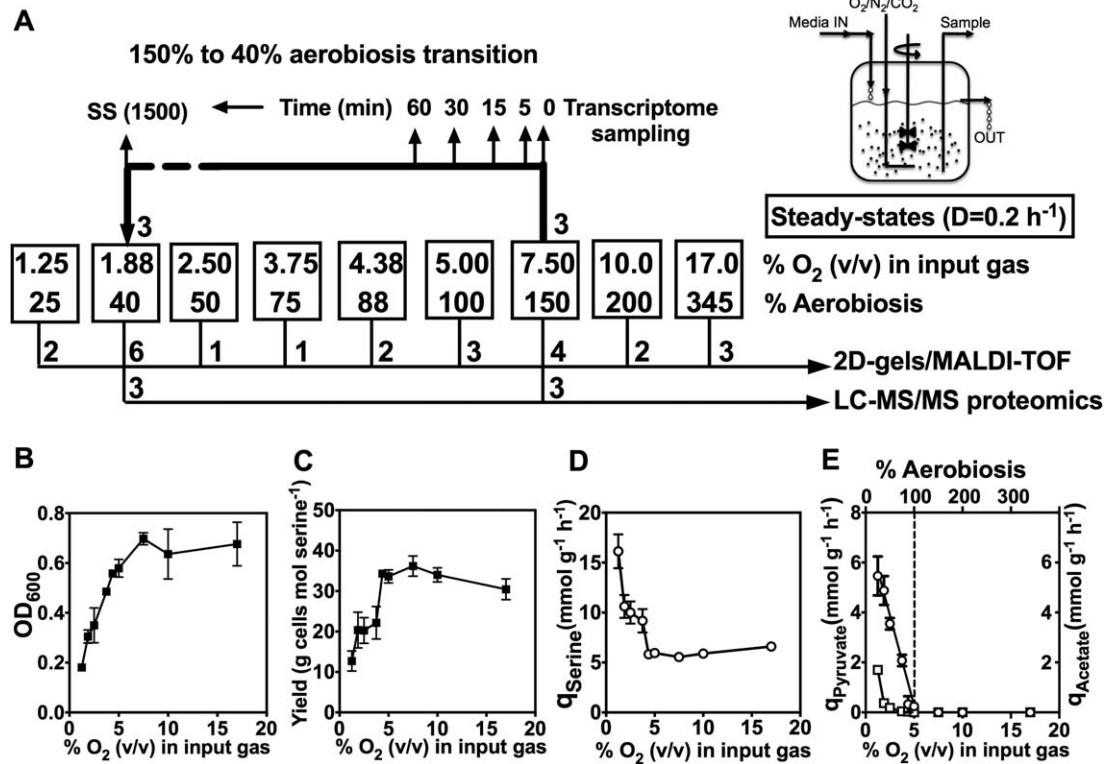 A
150% to 40% aerobiosis transition
SS (1500) Time (min) 60 30 15 5 0 Transcriptome
sampling
O2/N2/CO2
Media IN Sample
OUT
Steady-states (D=0.2 h-1)
3 3
1.25 1.88 2.50 3.75 4.38 5.00 7.50 10.0 17.0 % O2 (v/v) in input gas
25 40 50 75 88 100 150 200 345 % Aerobiosis
2 6 1 1 2 3 4 2 3 2D-gels/MALDI-TOF
3 3 LC-MS/MS proteomics
B
OD600
0.8
0.6
0.4
0.2
0.0
0 5 10 15 20
% O2 (v/v) in input gas
C
Yield (g cells mol serine-1)
50
40
30
20
10
0
0 5 10 15 20
% O2 (v/v) in input gas
D
qSerine(mmol g-1 h-1)
20
15
10
5
0
0 5 10 15 20
% O2 (v/v) in input gas
E
% Aerobiosis
0 100 200 300
qPyruvate(mmol g-1 h-1)
8
6
4
2
0
qAcetate(mmol g-1 h-1)
6
4
2
0
0 5 10 15 20
% O2 (v/v) in input gas